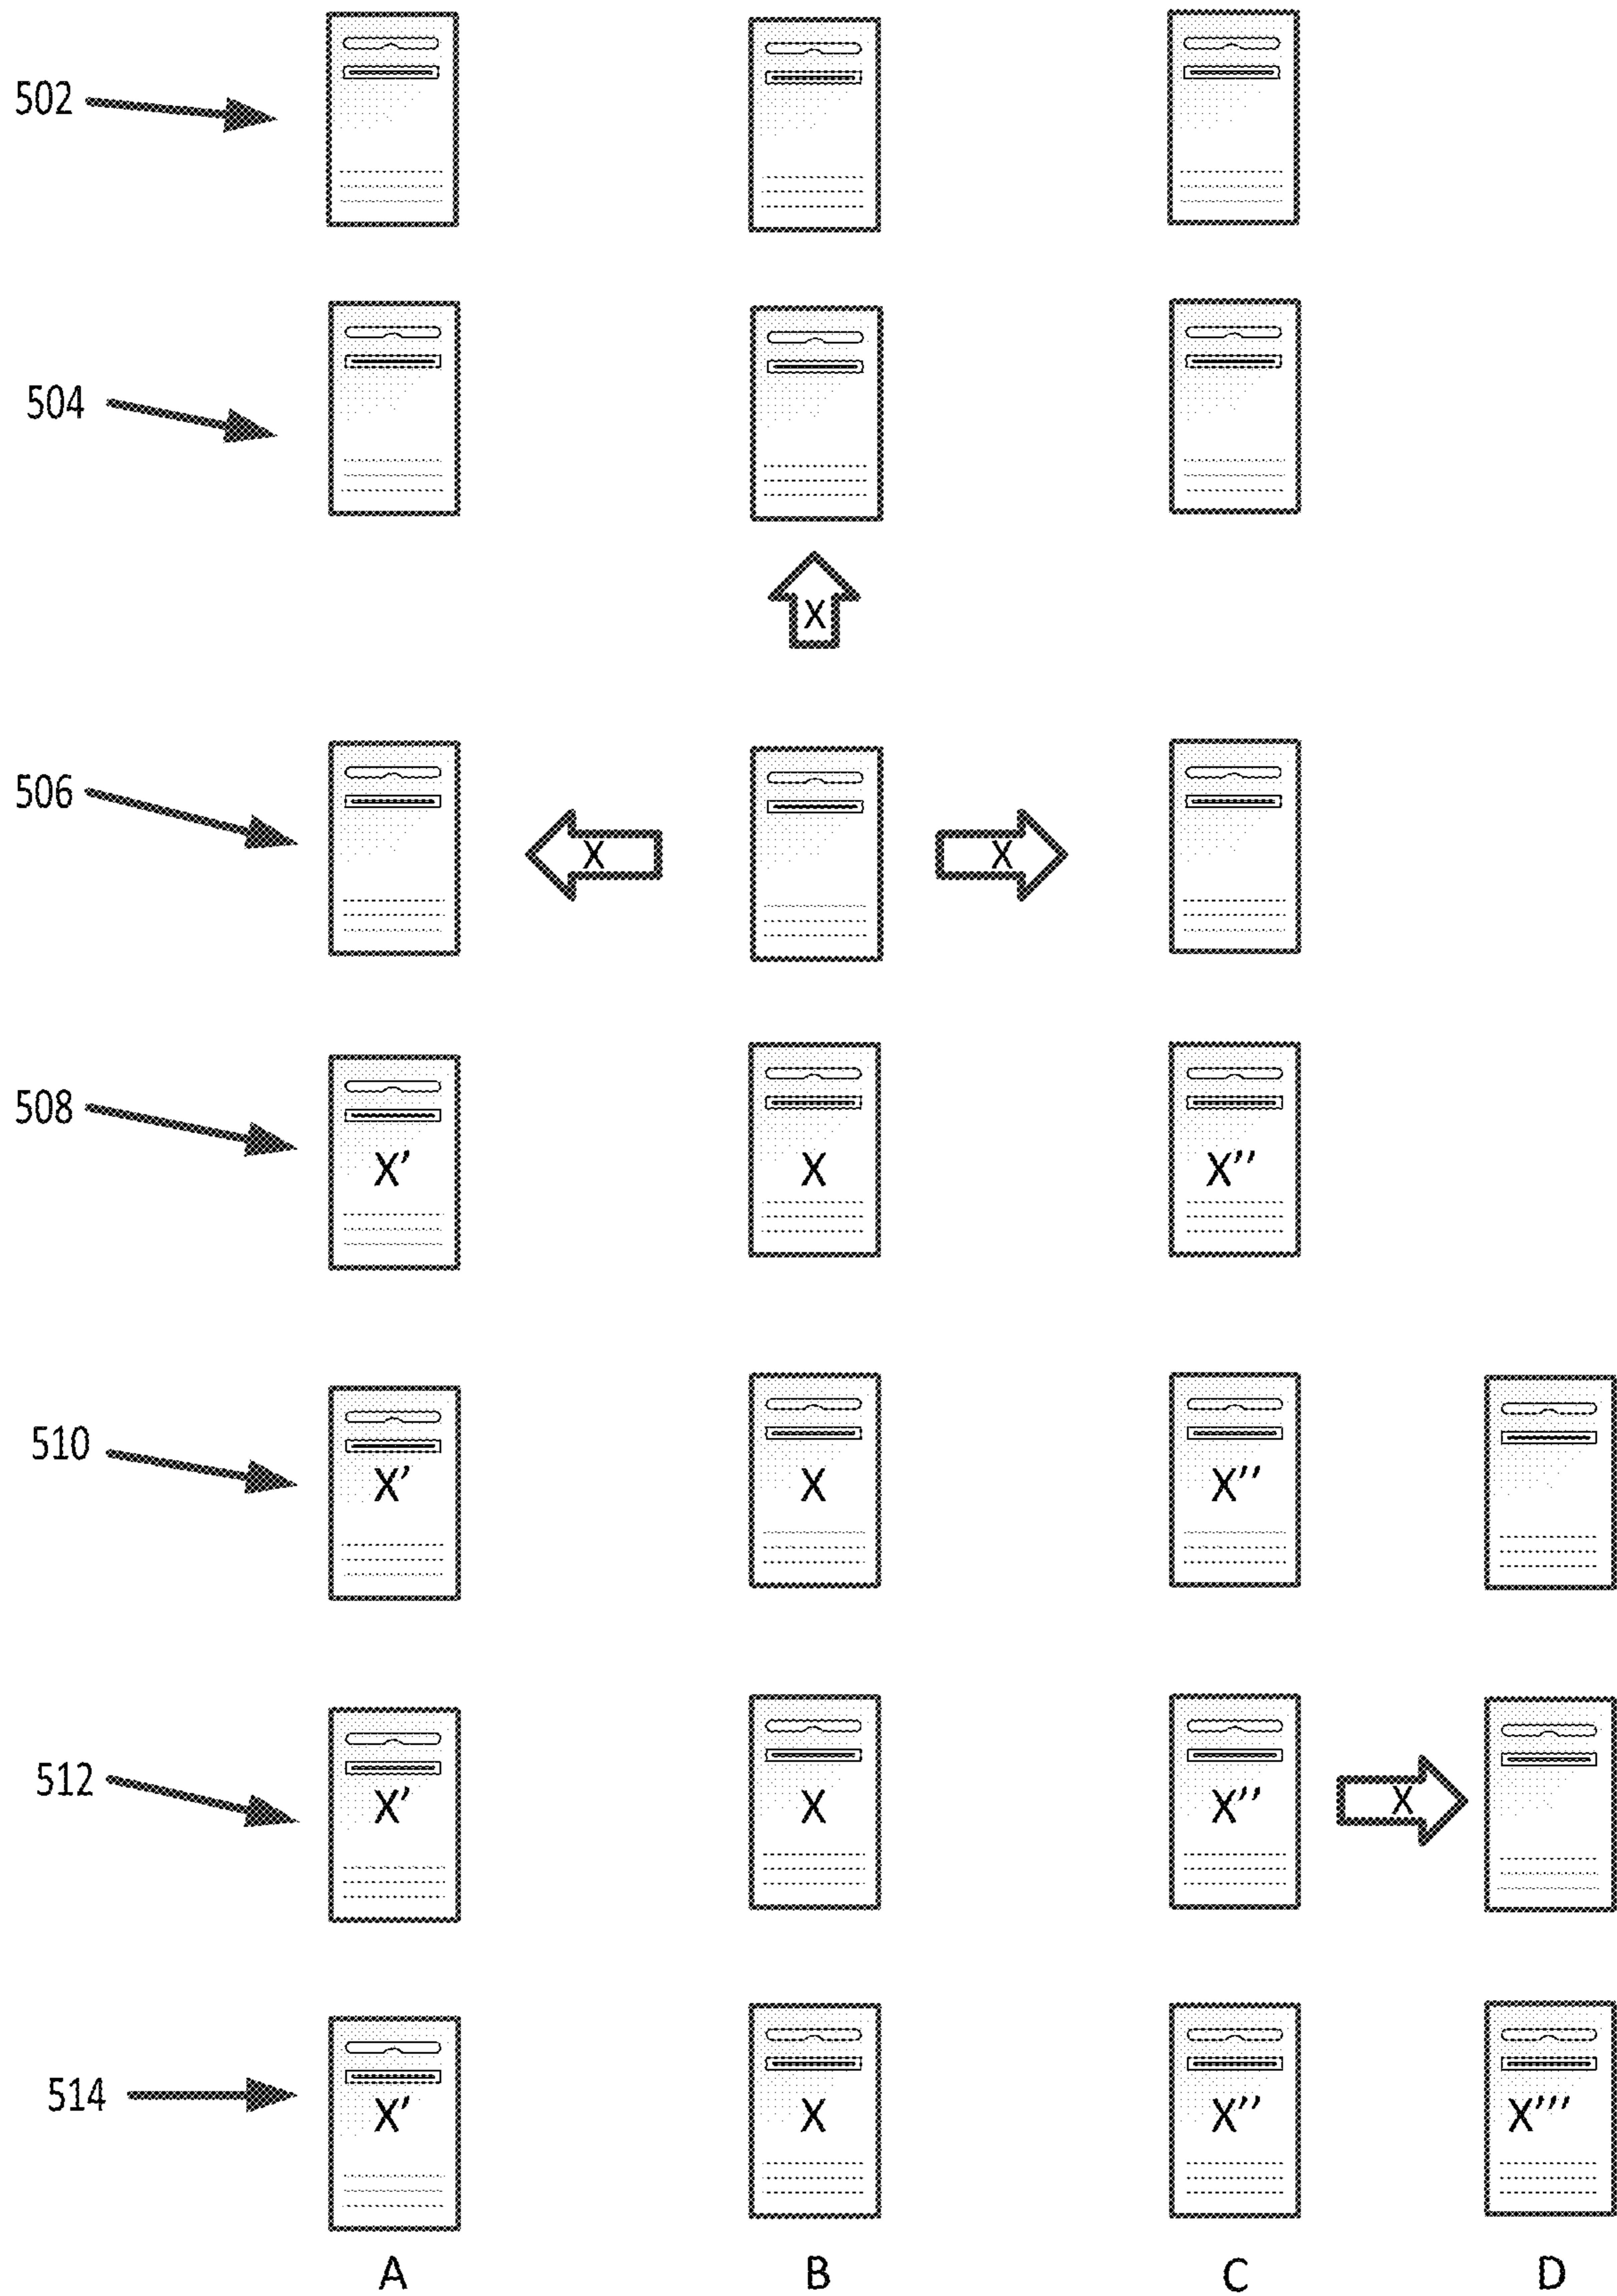 502
504
X
506 X X
508 X' X X''
510 X' X X''
512 X' X X'' X
514 X' X X'' X'''
A B C D